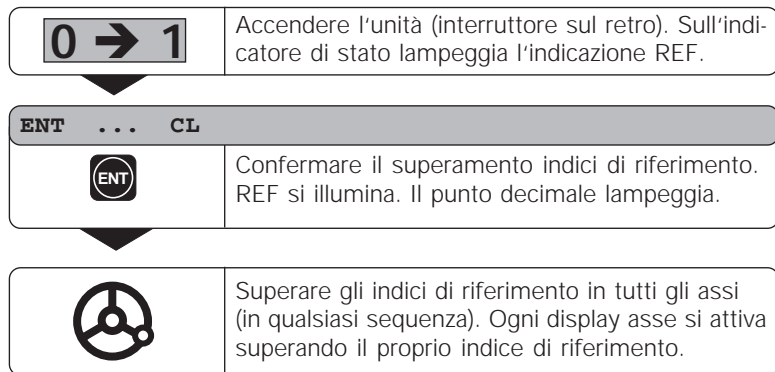 0 → 1
Accendere l'unità (interruttore sul retro). Sull'indi-
catore di stato lampeggia l'indicazione REF.
ENT ... CL
ENT
Confermare il superamento indici di riferimento.
REF si illumina. Il punto decimale lampeggia.
Superare gli indici di riferimento in tutti gli assi
(in qualsiasi sequenza). Ogni display asse si attiva
superando il proprio indice di riferimento.